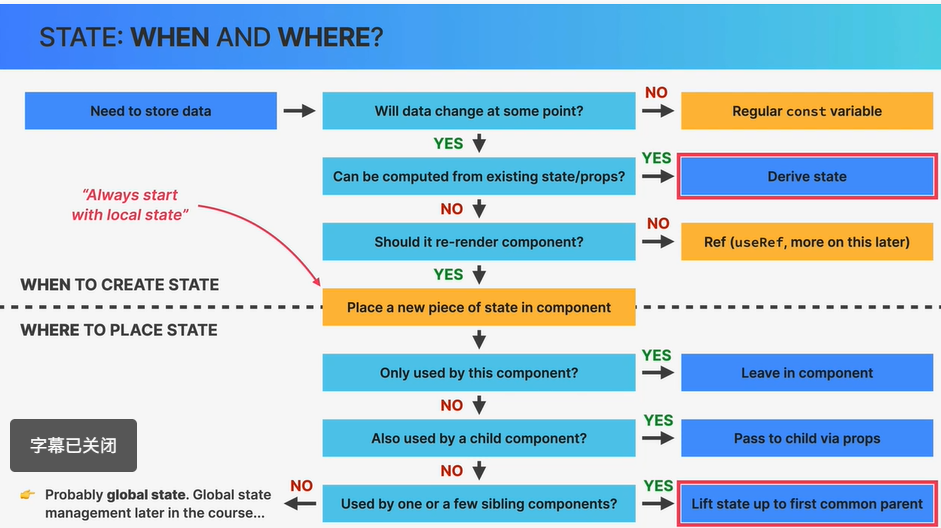 STATE: WHEN AND WHERE?
Need to store data
Will data change at some point?
NO
Regular const variable
YES
Can be computed from existing state/props?
YES
Derive state
"Always start
with local state"
NO
Should it re-render component?
NO
Ref (useRef, more on this later)
YES
WHEN TO CREATE STATE
Place a new piece of state in component
WHERE TO PLACE STATE
Only used by this component?
YES
Leave in component
NO
Also used by a child component?
YES
Pass to child via props
字幕已关闭
NO
Used by one or a few sibling components?
YES
Lift state up to first common parent
NO
👉 Probably global state. Global state
management later in the course...